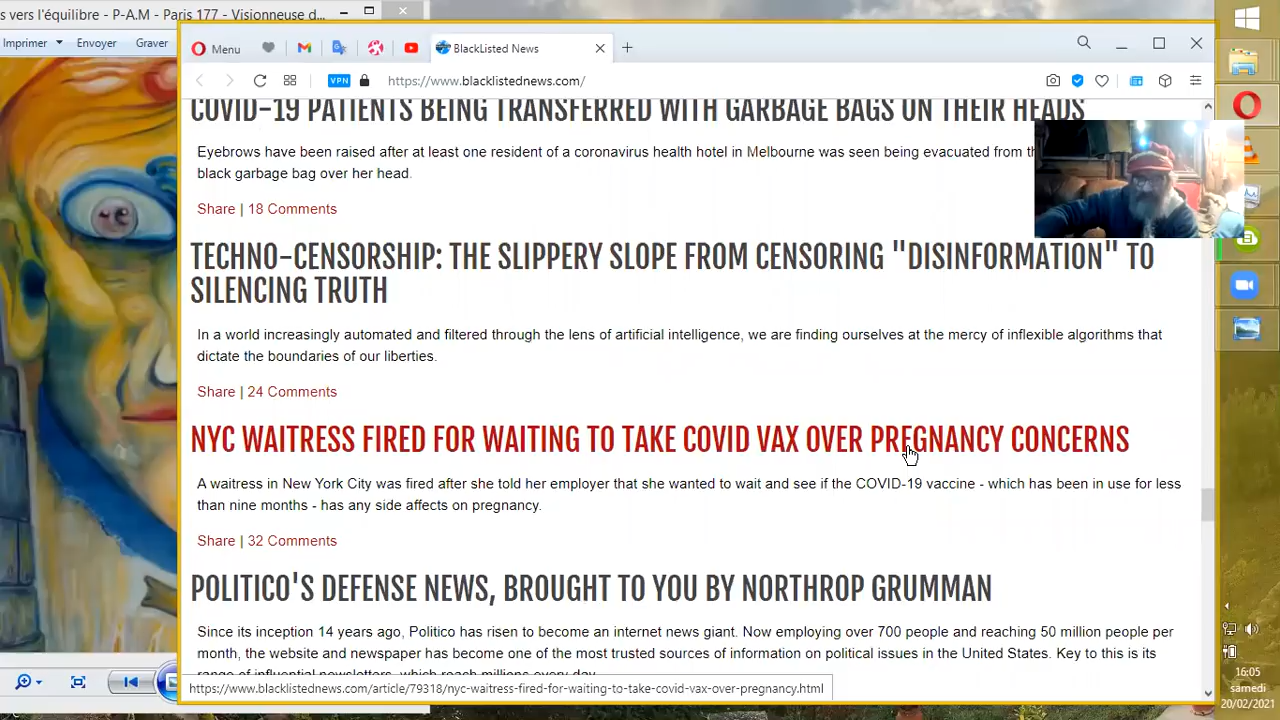 s vers l'équilibre - P-A.M - Paris 177 - Visionneuse d...
Imprimer Envoyer Graver
Menu
BlackListed News
VPN https://www.blacklistednews.com/
COVID-19 PATIENTS BEING TRANSFERRED WITH GARBAGE BAGS ON THEIR HEADS
Eyebrows have been raised after at least one resident of a coronavirus health hotel in Melbourne was seen being evacuated from
black garbage bag over her head.
Share | 18 Comments
TECHNO-CENSORSHIP: THE SLIPPERY SLOPE FROM CENSORING "DISINFORMATION" TO
SILENCING TRUTH
In a world increasingly automated and filtered through the lens of artificial intelligence, we are finding ourselves at the mercy of inflexible algorithms that
dictate the boundaries of our liberties.
Share | 24 Comments
NYC WAITRESS FIRED FOR WAITING TO TAKE COVID VAX OVER PREGNANCY CONCERNS
A waitress in New York City was fired after she told her employer that she wanted to wait and see if the COVID-19 vaccine - which has been in use for less
than nine months - has any side affects on pregnancy.
Share | 32 Comments
POLITICO'S DEFENSE NEWS, BROUGHT TO YOU BY NORTHROP GRUMMAN
Since its inception 14 years ago, Politico has risen to become an internet news giant. Now employing over 700 people and reaching 50 million people per
month, the website and newspaper has become one of the most trusted sources of information on political issues in the United States. Key to this is its
range of influential newsletters, which reach millions every day.
https://www.blacklistednews.com/article/79318/nyc-waitress-fired-for-waiting-to-take-covid-vax-over-pregnancy.html
16:05
samedi
20/02/2021